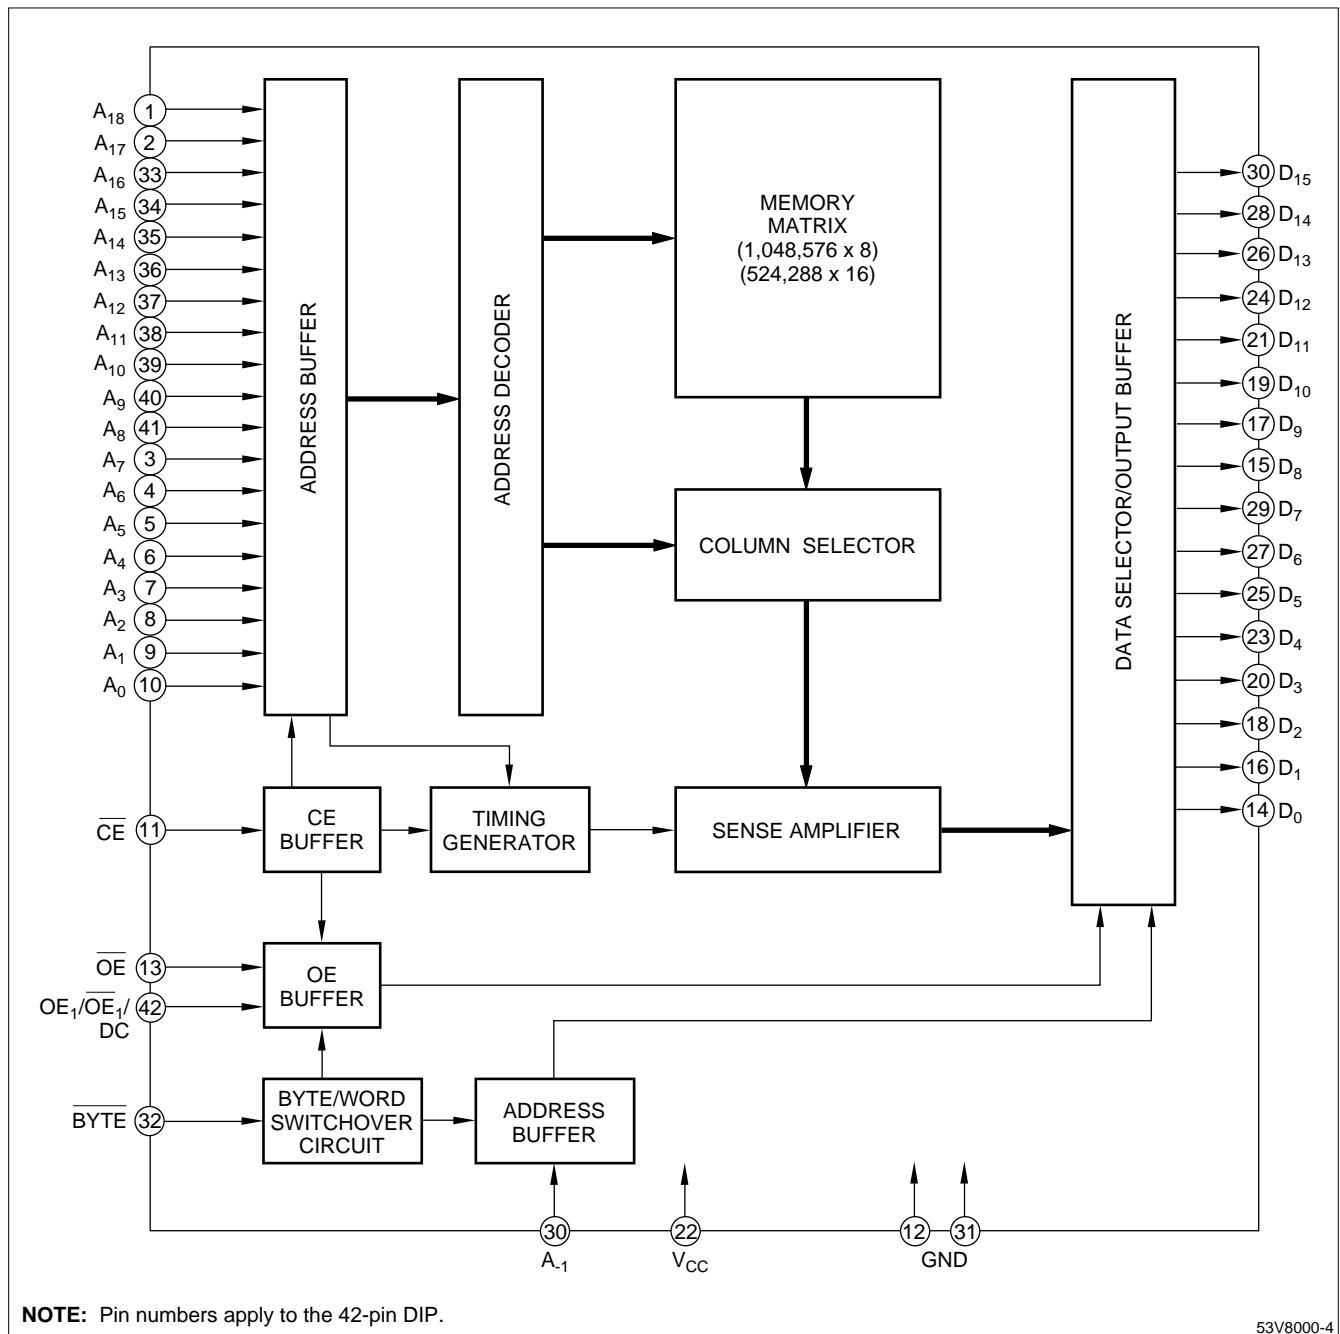 A18 1
A17 2
A16 33
A15 34
A14 35
A13 36
A12 37
A11 38
A10 39
A9 40
A8 41
A7 3
A6 4
A5 5
A4 6
A3 7
A2 8
A1 9
A0 10
CE 11
OE 13
OE1/OE1/
DC
42
BYTE 32
ADDRESS BUFFER
ADDRESS DECODER
MEMORY
MATRIX
(1,048,576 x 8)
(524,288 x 16)
COLUMN SELECTOR
SENSE AMPLIFIER
CE
BUFFER
TIMING
GENERATOR
OE
BUFFER
BYTE/WORD
SWITCHOVER
CIRCUIT
ADDRESS
BUFFER
DATA SELECTOR/OUTPUT BUFFER
30 D15
28 D14
26 D13
24 D12
21 D11
19 D10
17 D9
15 D8
29 D7
27 D6
25 D5
23 D4
20 D3
18 D2
16 D1
14 D0
30
A-1
22
VCC
12 31
GND
NOTE: Pin numbers apply to the 42-pin DIP.
53V8000-4